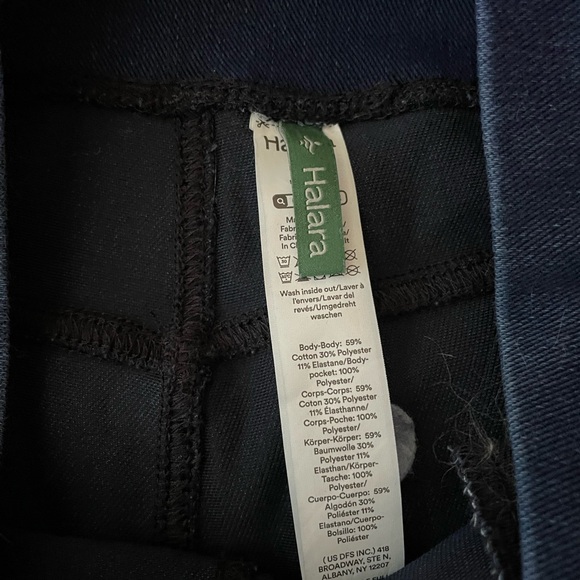 Halara
Wash inside out/Laver à
l'envers/Lavar del
revés/Umgedreht
waschen
Body-Body: 59%
Cotton 30% Polyester
11% Elastane/Body-
pocket: 100%
Polyester/
Corps-Corps: 59%
Coton 30% Polyester
11% Élasthanne/
Corps-Poche: 100%
Polyester/
Körper-Körper: 59%
Baumwolle 30%
Polyester 11%
Elasthan/Körper-
Tasche: 100%
Polyester/
Cuerpo-Cuerpo: 59%
Algodón 30%
Poliéster 11%
Elastano/Cuerpo-
Bolsillo: 100%
Poliéster
( US DFS INC.) 418
BROADWAY, STE N,
ALBANY, NY 12207